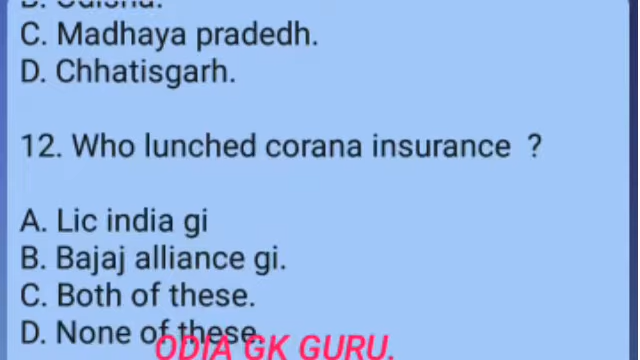 C. Madhaya pradedh.
D. Chhatisgarh.
12. Who lunched corana insurance ?
A. Lic india gi
B. Bajaj alliance gi.
C. Both of these.
D. None of these.
ODIA GK GURU.